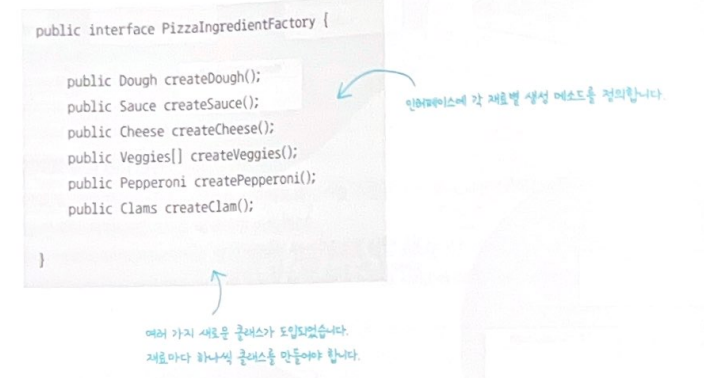 public interface PizzaIngredientFactory {
public Dough createDough();
public Sauce createSauce();
public Cheese createCheese();
public Veggies[] createVeggies();
public Pepperoni createPepperoni();
public Clams createClam();
}
인터페이스에 각 재료별 생성 메소드를 정의합니다.
여러 가지 새로운 클래스가 도입되었습니다.
재료마다 하나씩 클래스를 만들어야 합니다.